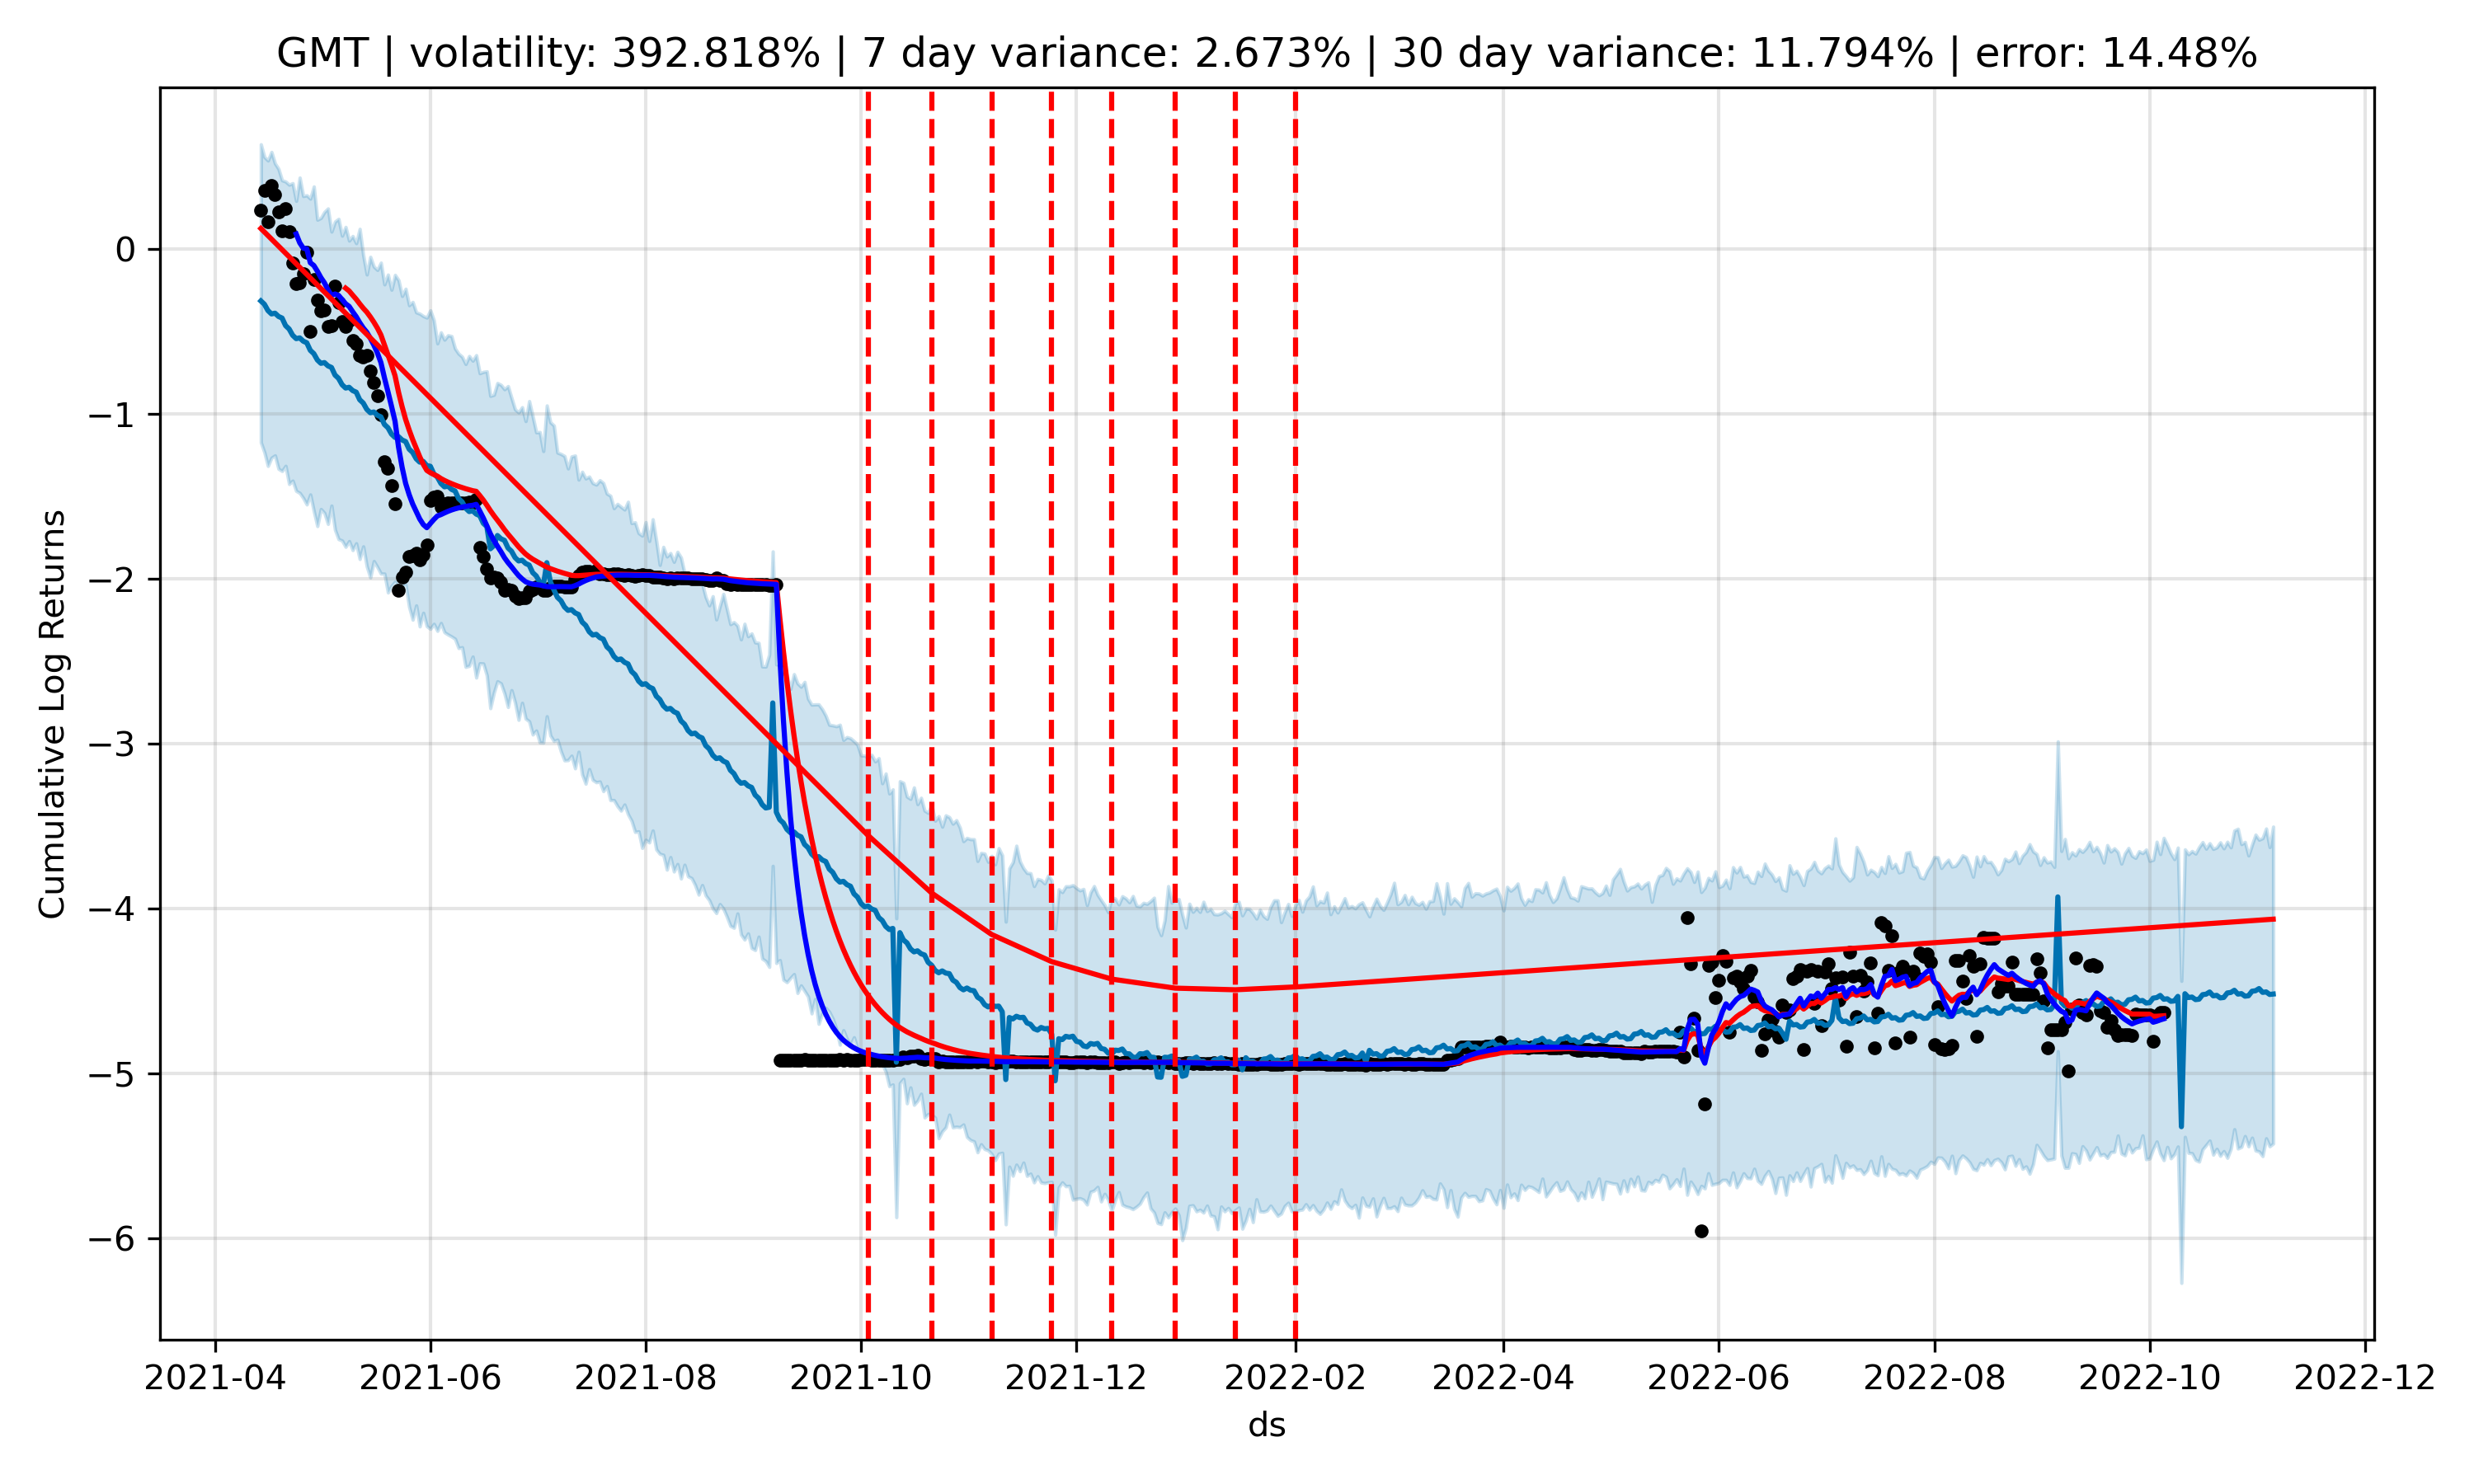 GMT | volatility: 392.818% | 7 day variance: 2.673% | 30 day variance: 11.794% | error: 14.48%
Cumulative Log Returns
0
−1
−2
−3
−4
−5
−6
2021-04 2021-06 2021-08 2021-10 2021-12 2022-02 2022-04 2022-06 2022-08 2022-10 2022-12
ds